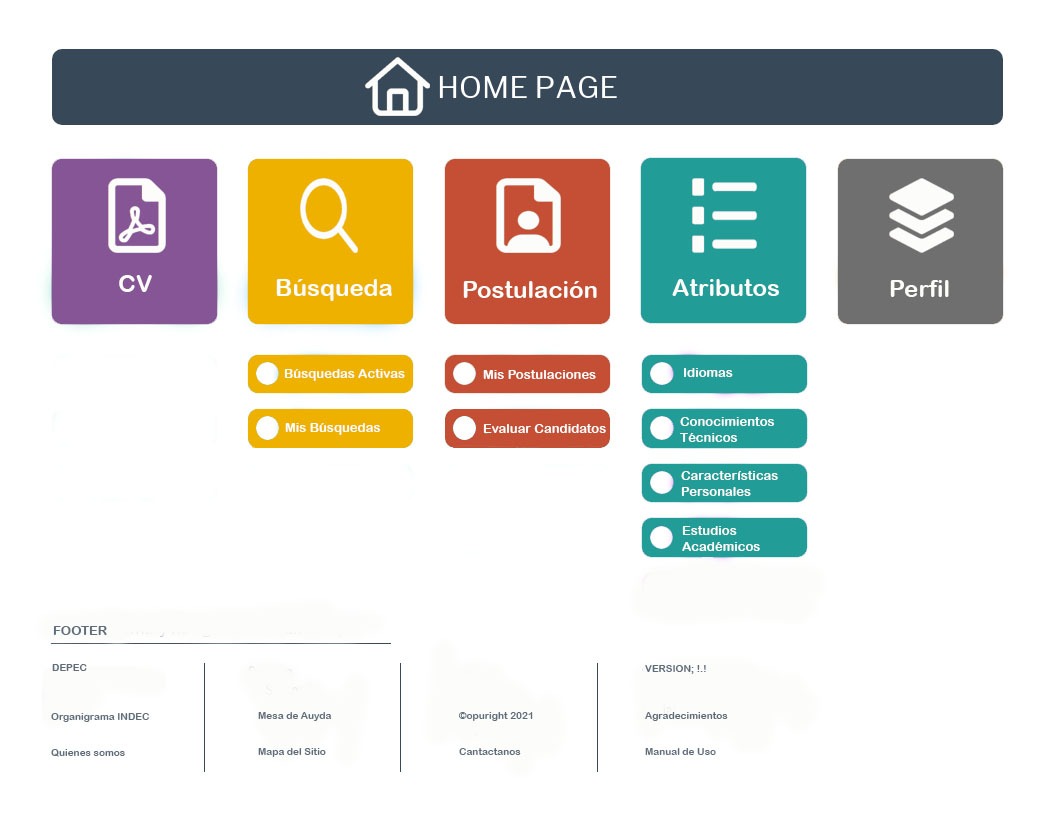 HOME PAGE
CV
Búsqueda
Postulación
Atributos
Perfil
Búsquedas Activas
Mis Postulaciones
Idiomas
Mis Búsquedas
Evaluar Candidatos
Conocimientos
Tècnicos
Características
Personales
Estudios
Académicos
FOOTER
DEPEC
VERSION; !.!
Organigrama INDEC
Mesa de Auyda
©opuright 2021
Agradecimientos
Quienes somos
Mapa del Sitio
Cantactanos
Manual de Uso